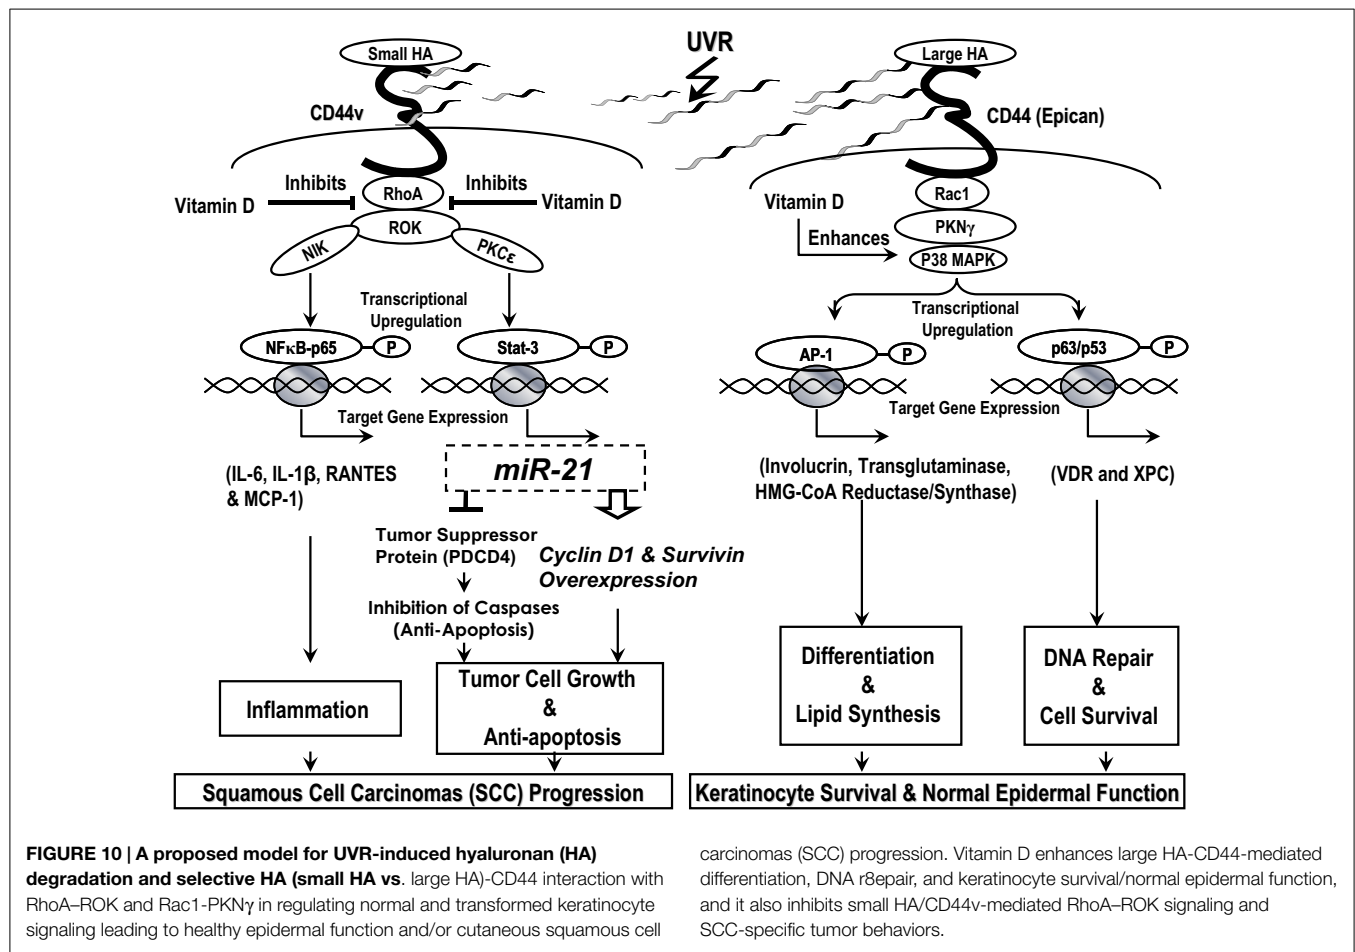 UVR
Small HA
CD44v
Inhibits
Inhibits
Vitamin D
Vitamin D
RhoA
ROK
NIK
PKCε
Transcriptional
Upregulation
NFκB-p65
P
Stat-3
P
Target Gene Expression
(IL-6, IL-1β, RANTES
& MCP-1)
miR-21
Tumor Suppressor
Protein (PDCD4)
Cyclin D1 & Survivin
Overexpression
Inhibition of Caspases
(Anti-Apoptosis)
Inflammation
Tumor Cell Growth
&
Anti-apoptosis
Squamous Cell Carcinomas (SCC) Progression
Large HA
CD44 (Epican)
Vitamin D
Enhances
Rac1
PKNγ
P38 MAPK
Transcriptional
Upregulation
AP-1
P
p63/p53
P
Target Gene Expression
(Involucrin, Transglutaminase,
HMG-CoA Reductase/Synthase)
(VDR and XPC)
Differentiation
&
Lipid Synthesis
DNA Repair
&
Cell Survival
Keratinocyte Survival & Normal Epidermal Function
FIGURE 10 | A proposed model for UVR-induced hyaluronan (HA)
degradation and selective HA (small HA vs. large HA)-CD44 interaction with
RhoA–ROK and Rac1-PKNγ in regulating normal and transformed keratinocyte
signaling leading to healthy epidermal function and/or cutaneous squamous cell
carcinomas (SCC) progression. Vitamin D enhances large HA-CD44-mediated
differentiation, DNA r8epair, and keratinocyte survival/normal epidermal function,
and it also inhibits small HA/CD44v-mediated RhoA–ROK signaling and
SCC-specific tumor behaviors.